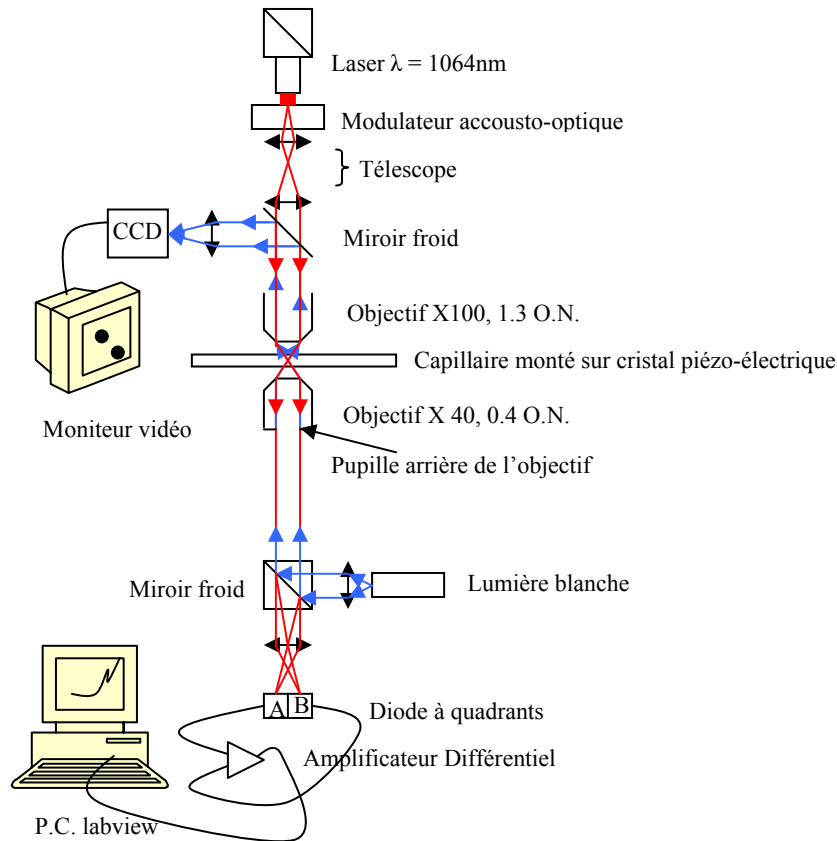 Laser λ = 1064nm
Modulateur accousto-optique
Télescope
CCD
Miroir froid
Objectif X100, 1.3 O.N.
Capillaire monté sur cristal piézo-électrique
Moniteur vidéo
Objectif X 40, 0.4 O.N.
Pupille arrière de l’objectif
Miroir froid
Lumière blanche
A B
Diode à quadrants
Amplificateur Différentiel
P.C. labview